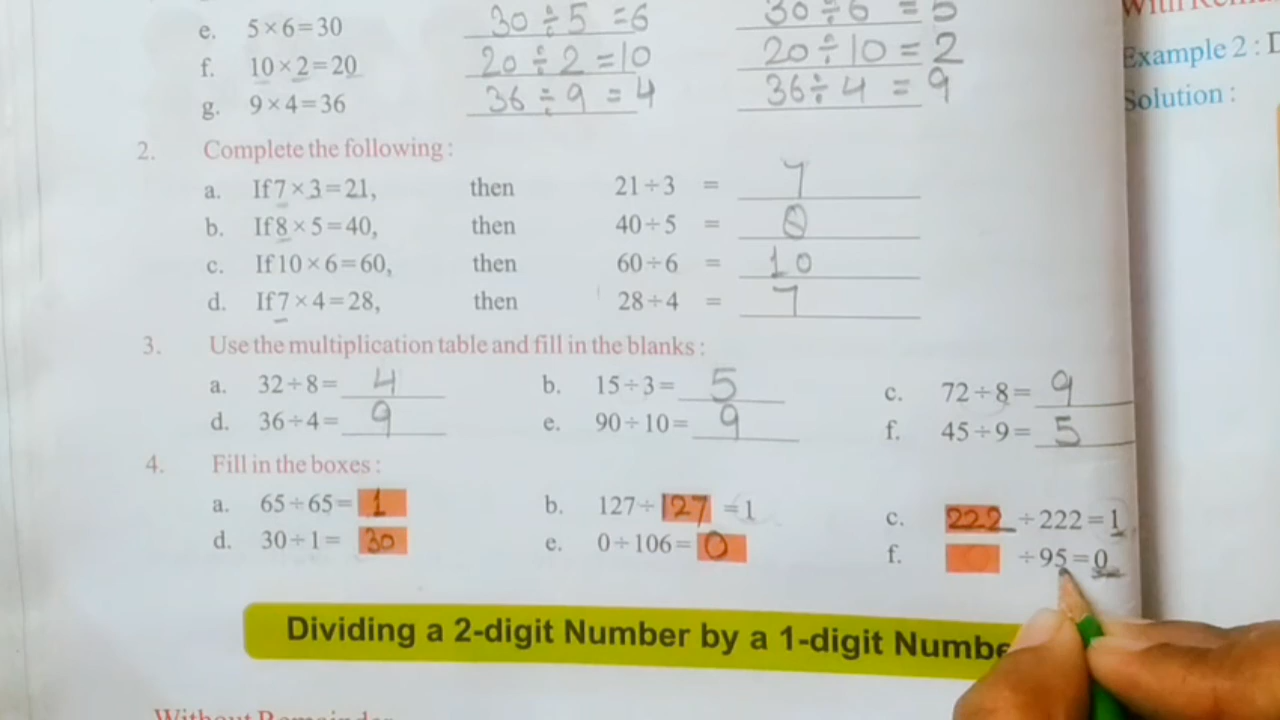 With Rem
e. 5×6=30 30÷5 =6 30÷6 =5
f. 10×2=20 20÷2=10 20÷10=2
Example 2 :
g. 9×4=36 36÷9=4 36÷4=9
Solution :
2. Complete the following :
a. If 7×3=21, then 21÷3 = 7
b. If 8×5=40, then 40÷5 = 8
c. If 10×6=60, then 60÷6 = 10
d. If 7×4=28, then 28÷4 = 7
3. Use the multiplication table and fill in the blanks :
a. 32÷8= 4 b. 15÷3= 5 c. 72÷8= 9
d. 36÷4= 9 e. 90÷10= 9 f. 45÷9= 5
4. Fill in the boxes :
a. 65÷65= 1 b. 127÷ 127 =1 c. 222 ÷222=1
d. 30÷1= 30 e. 0÷106= 0 f. ÷95=0
Dividing a 2-digit Number by a 1-digit Numbe
Without Remainder